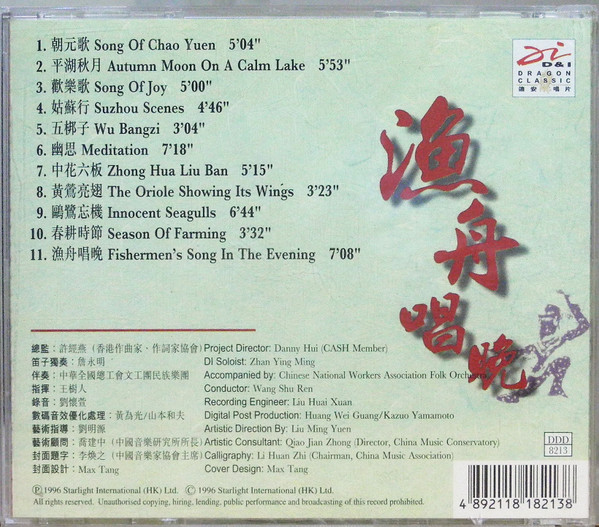 1. 朝元歌 Song Of Chao Yuen 5'04"
2. 平湖秋月 Autumn Moon On A Calm Lake 5'53"
3. 歡樂歌 Song Of Joy 5'00"
4. 姑蘇行 Suzhou Scenes 4'46"
5. 五梆子 Wu Bangzi 3'04"
6. 幽思 Meditation 7'18"
7. 中花六板 Zhong Hua Liu Ban 5'15"
8. 黃鶯亮翅 The Oriole Showing Its Wings 3'23"
9. 鷗鷺忘機 Innocent Seagulls 6'44"
10. 春耕時節 Season Of Farming 3'32"
11. 漁舟唱晚 Fishermen's Song In The Evening 7'08"
D&I
DRAGON
CLASSIC
唱片
漁舟唱晚
總監：許經燕（香港作曲家、作詞家協會）Project Director: Danny Hui (CASH Member)
笛子獨奏：詹永明 DI Soloist: Zhan Ying Ming
伴奏：中華全國總工會文工團民族樂團 Accompanied by: Chinese National Workers Association Folk Orchestra
指揮：王樹人 Conductor: Wang Shu Ren
錄音：劉懷萱 Recording Engineer: Liu Huai Xuan
數碼音效優化處理：黃為光/山本和夫 Digital Post Production: Huang Wei Guang/Kazuo Yamamoto
藝術指導：劉明源 Artistic Direction By: Liu Ming Yuen
藝術顧問：喬建中（中國音樂研究所所長）Artistic Consultant: Qiao Jian Zhong (Director, China Music Conservatory)
封面題字：李煥之（中國音樂家協會主席）Calligraphy: Li Huan Zhi (Chairman, China Music Association)
封面設計：Max Tang Cover Design: Max Tang
Ⓟ1996 Starlight International (HK) Ltd. ©1996 Starlight International (HK) Ltd.
All rights reserved. Unauthorised copying, hiring, lending, public performance and broadcasting of this record prohibited.
DDD
8213
4 892118 182138